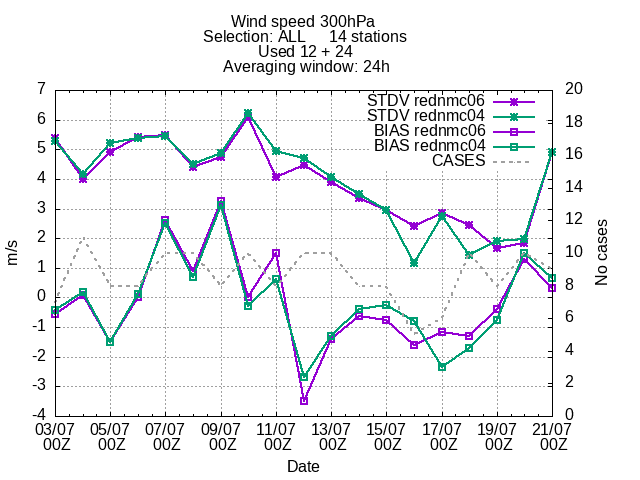 Wind speed 300hPa
Selection: ALL 14 stations
Used 12 + 24
Averaging window: 24h
STDV rednmc06
STDV rednmc04
BIAS rednmc06
BIAS rednmc04
CASES
7
6
5
4
3
2
1
0
-1
-2
-3
-4
m/s
20
18
16
14
12
10
8
6
4
2
0
No cases
03/07 05/07 07/07 09/07 11/07 13/07 15/07 17/07 19/07 21/07
00Z 00Z 00Z 00Z 00Z 00Z 00Z 00Z 00Z 00Z
Date